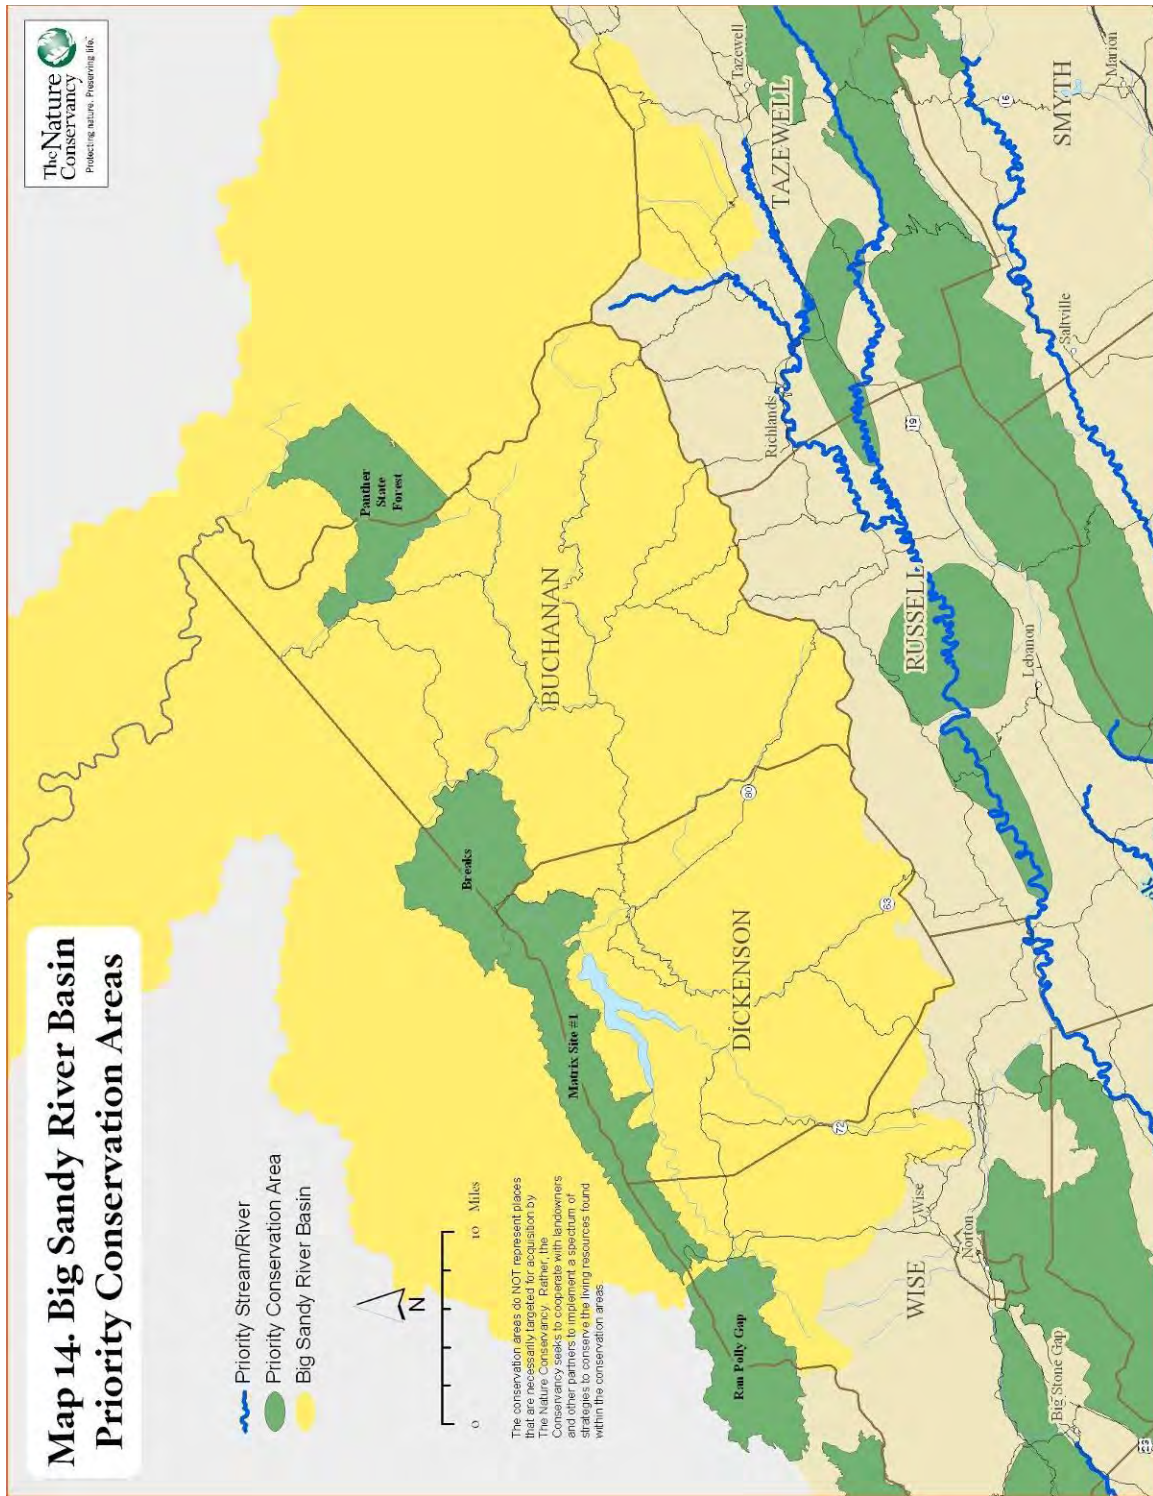 Map 14. Big Sandy River Basin
Priority Conservation Areas
The Nature
Conservancy
Protecting nature. Preserving life.™
Priority Stream/River
Priority Conservation Area
Big Sandy River Basin
N
0 10 Miles
The conservation areas do NOT represent places
that are necessarily targeted for acquisition by
The Nature Conservancy. Rather, the
Conservancy seeks to cooperate with landowners
and other partners to implement a spectrum of
strategies to conserve the living resources found
within the conservation areas.
Panther
State
Forest
Breaks
Matrix Site #1
Rau Polly Gap
BUCHANAN
DICKENSON
WISE
RUSSELL
TAZEWELL
SMYTH
Tazewell
Richlands
Lebanon
Saltville
Marion
Wise
Norton
Big Stone Gap
80
63
72
19
16
23